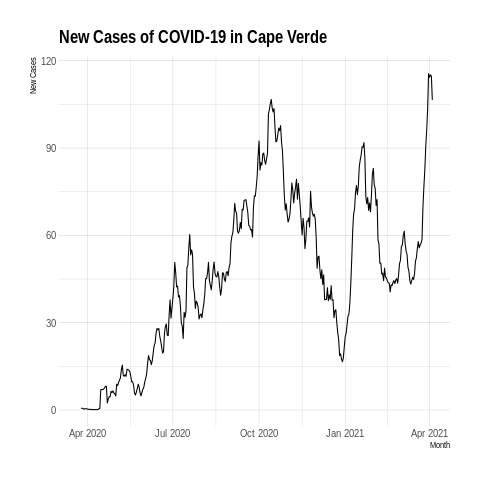 New Cases of COVID-19 in Cape Verde
New Cases
120
90
60
30
0
Apr 2020 Jul 2020 Oct 2020 Jan 2021 Apr 2021
Month